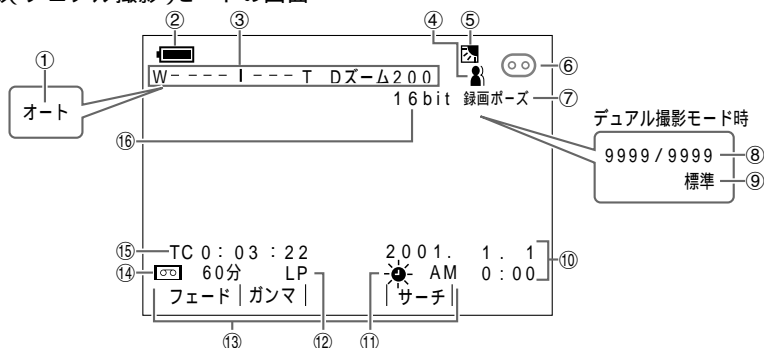 (デュアル撮影)モードの画面
② ③ ④ ⑤
①
オート
W---- I --- T Dズーム200
⑥
16bit 録画ポーズ ⑦
⑯
デュアル撮影モード時
9999/9999 ⑧
標準 ⑨
⑮ TC 0:03:22 2001. 1. 1
⑩
⑭ 60分 LP AM 0:00
フェード ガンマ サーチ
⑬ ⑫ ⑪